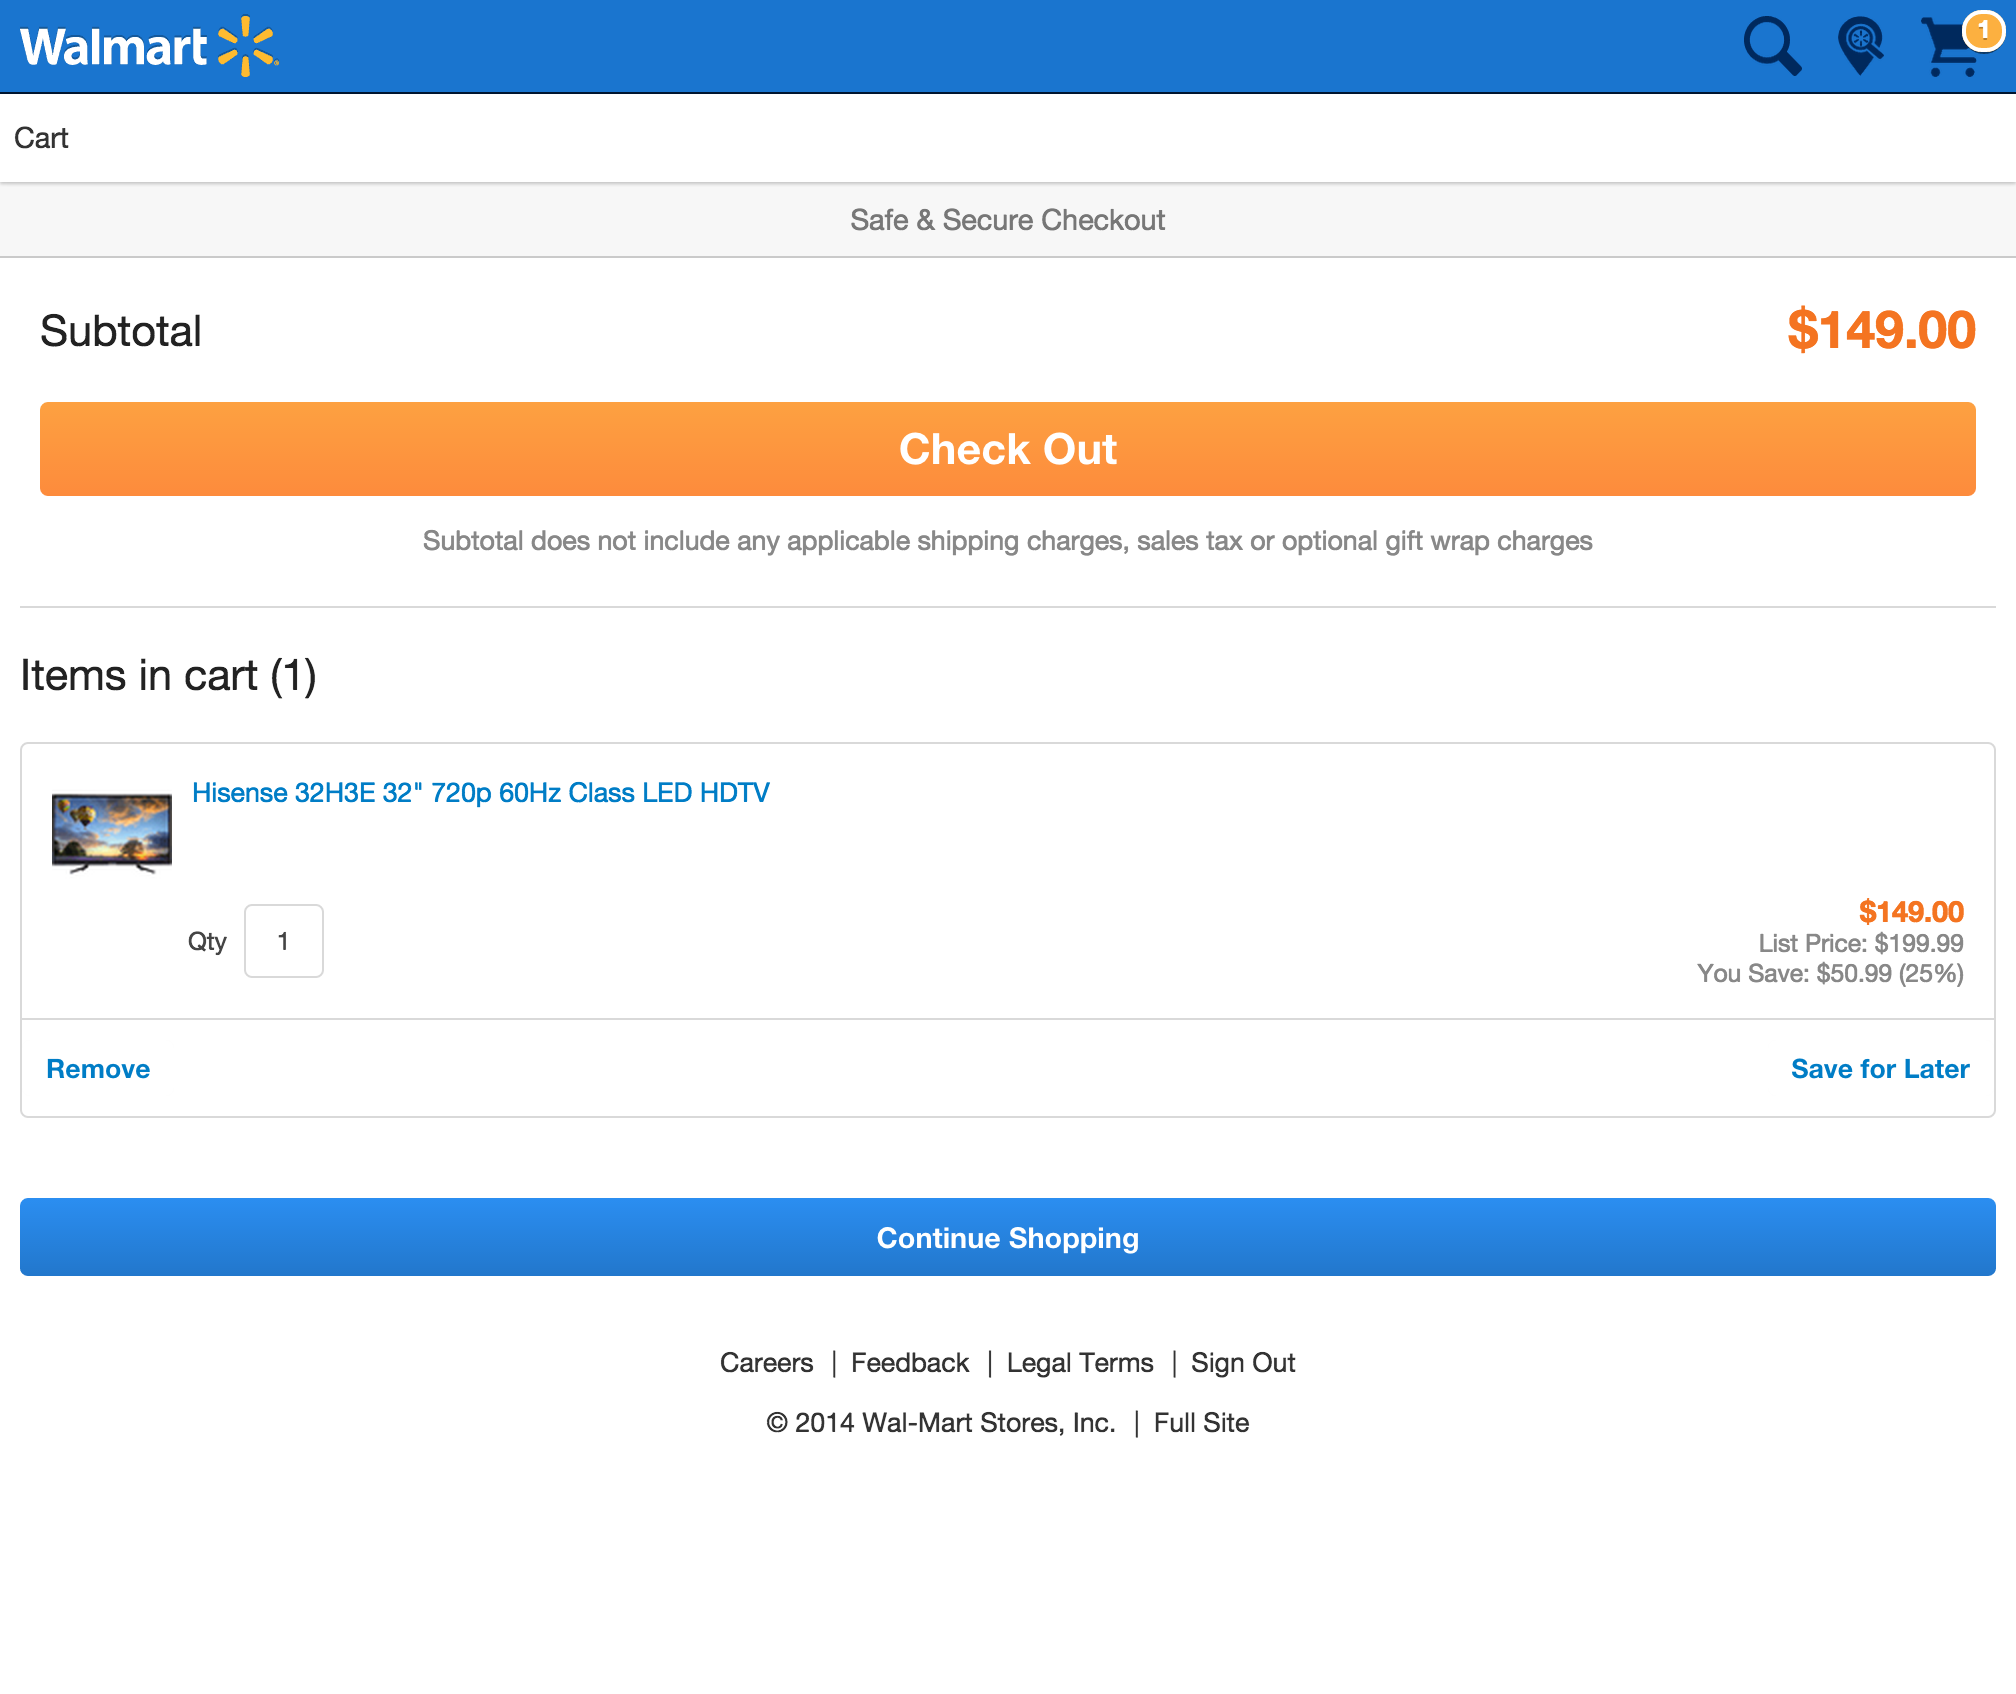 Walmart
1
Cart
Safe & Secure Checkout
Subtotal
$149.00
Check Out
Subtotal does not include any applicable shipping charges, sales tax or optional gift wrap charges
Items in cart (1)
Hisense 32H3E 32" 720p 60Hz Class LED HDTV
Qty 1
$149.00
List Price: $199.99
You Save: $50.99 (25%)
Remove
Save for Later
Continue Shopping
Careers | Feedback | Legal Terms | Sign Out
© 2014 Wal-Mart Stores, Inc. | Full Site